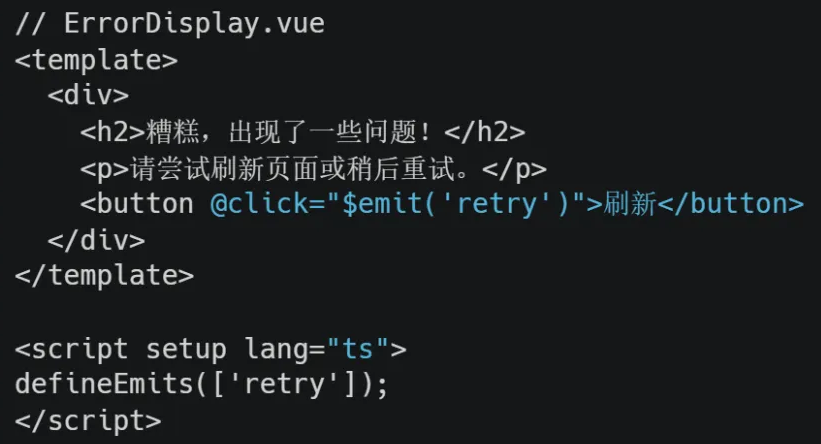 // ErrorDisplay.vue
<template>
  <div>
    <h2>糟糕，出现了一些问题！</h2>
    <p>请尝试刷新页面或稍后重试。</p>
    <button @click="$emit('retry')">刷新</button>
  </div>
</template>

<script setup lang="ts">
defineEmits(['retry']);
</script>